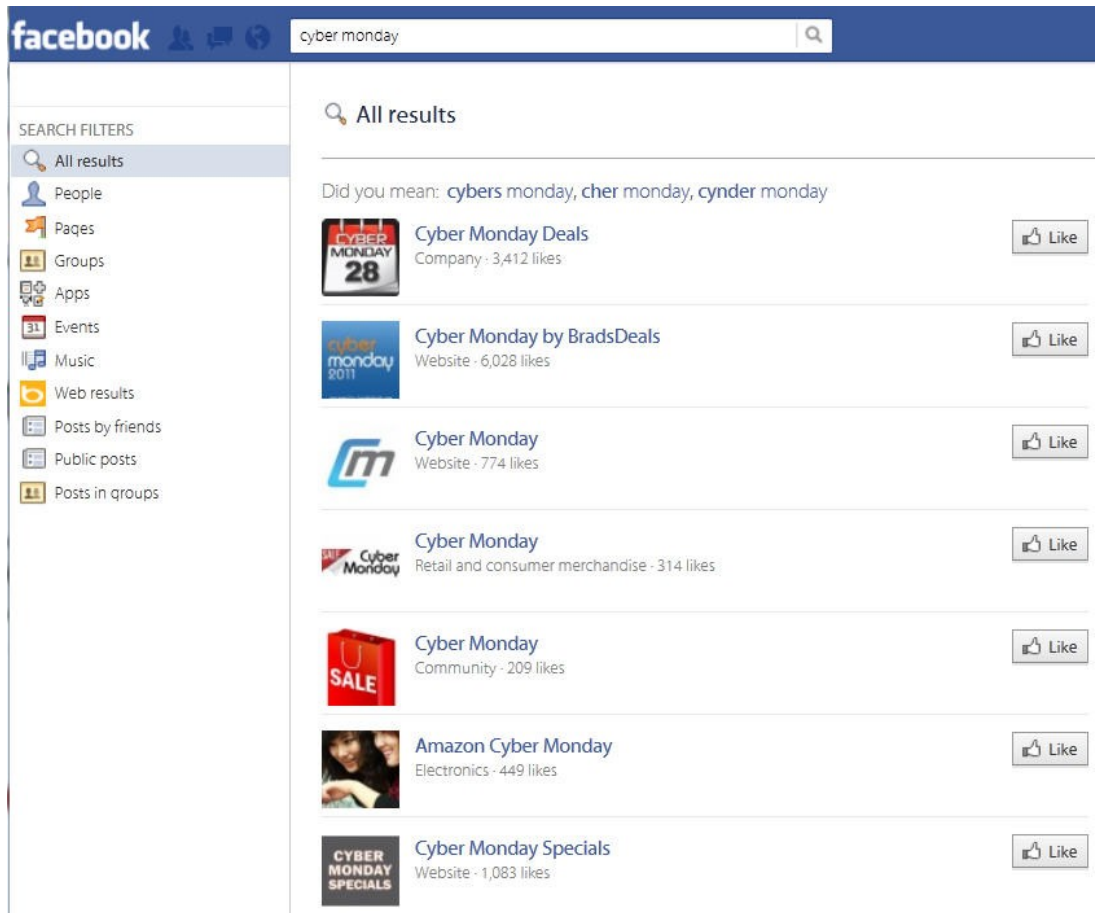 facebook
cyber monday
SEARCH FILTERS
All results
People
Pages
Groups
Apps
31 Events
Music
b Web results
Posts by friends
Public posts
Posts in groups
All results
Did you mean: cybers monday, cher monday, cynder monday
CYBER
MONDAY
28
Cyber Monday Deals
Company · 3,412 likes
Like
cyber
monday
2011
Cyber Monday by BradsDeals
Website · 6,028 likes
Like
Cm
Cyber Monday
Website · 774 likes
Like
SALE Cyber
Monday
Cyber Monday
Retail and consumer merchandise · 314 likes
Like
SALE
Cyber Monday
Community · 209 likes
Like
Amazon Cyber Monday
Electronics · 449 likes
Like
CYBER
MONDAY
SPECIALS
Cyber Monday Specials
Website · 1,083 likes
Like